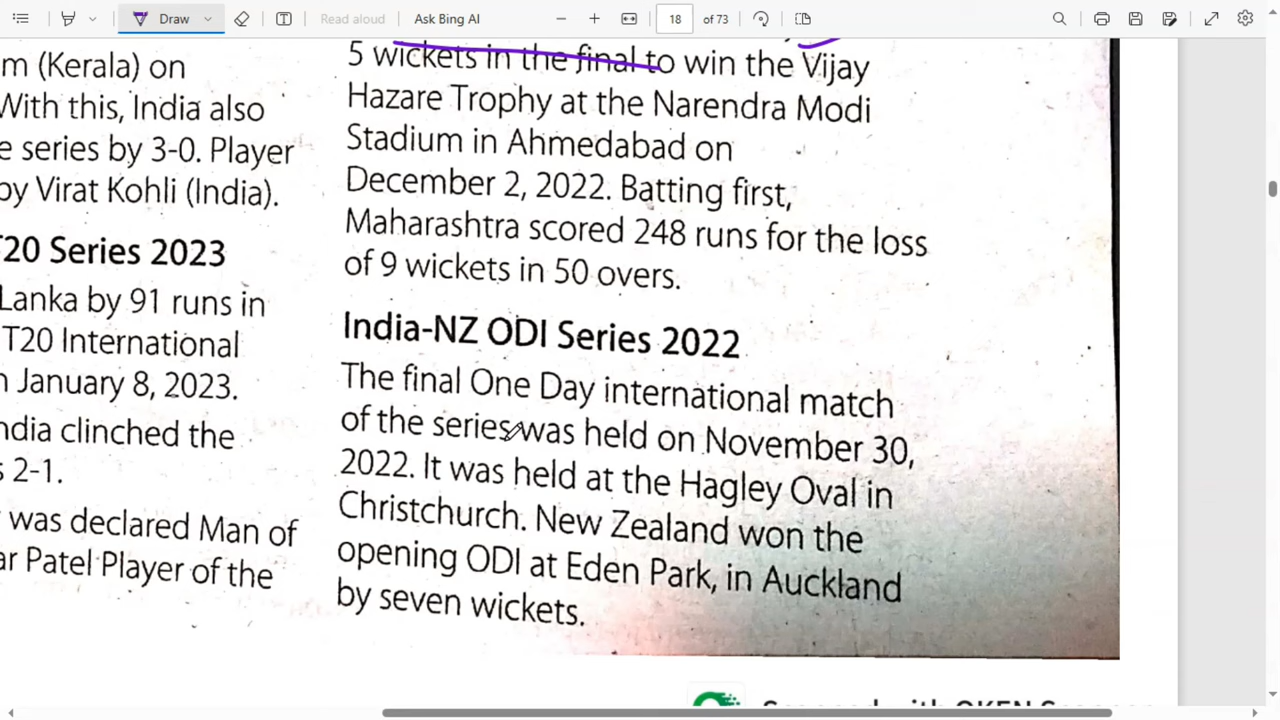 Draw
Read aloud
Ask Bing AI
18
of 73
m (Kerala) on
With this, India also
e series by 3-0. Player
by Virat Kohli (India).
T20 Series 2023
Lanka by 91 runs in
T20 International
January 8, 2023.
ndia clinched the
s 2-1.
was declared Man of
ar Patel Player of the
5 wickets in the final to win the Vijay
Hazare Trophy at the Narendra Modi
Stadium in Ahmedabad on
December 2, 2022. Batting first,
Maharashtra scored 248 runs for the loss
of 9 wickets in 50 overs.
India-NZ ODI Series 2022
The final One Day international match
of the series was held on November 30,
2022. It was held at the Hagley Oval in
Christchurch. New Zealand won the
opening ODI at Eden Park, in Auckland
by seven wickets.